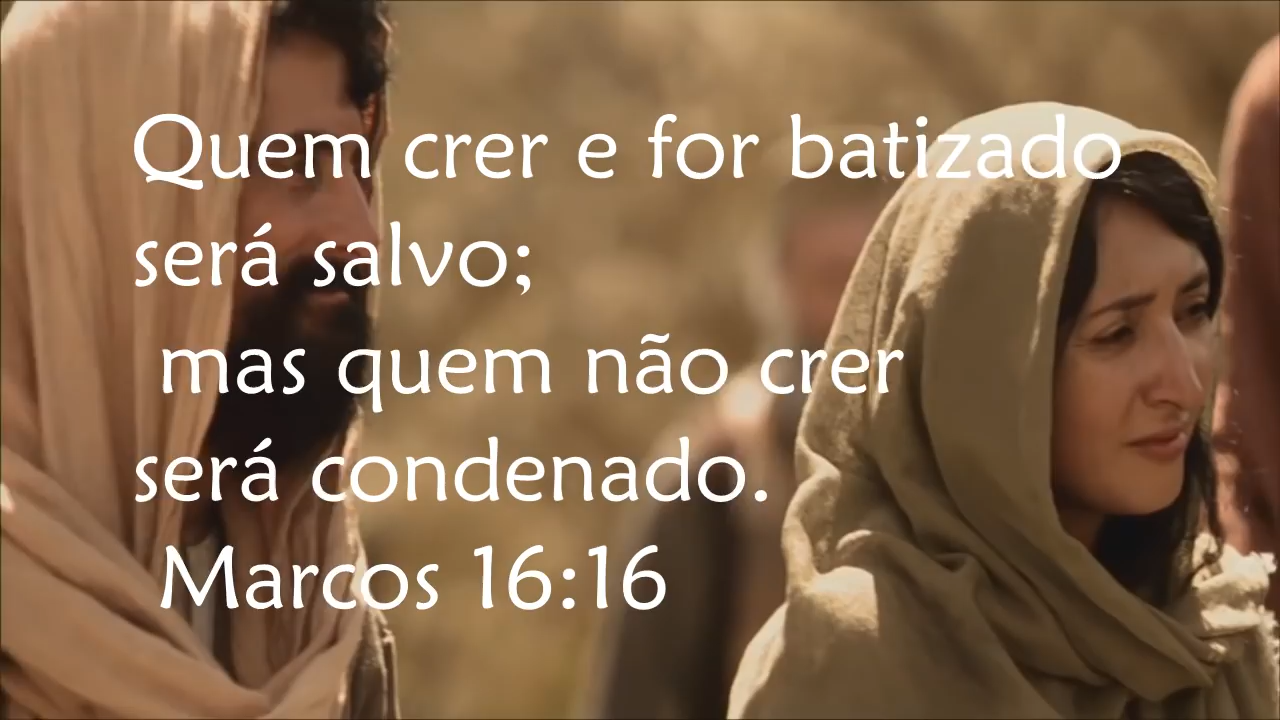 Quem crer e for batizado
será salvo;
mas quem não crer
será condenado.
Marcos 16:16